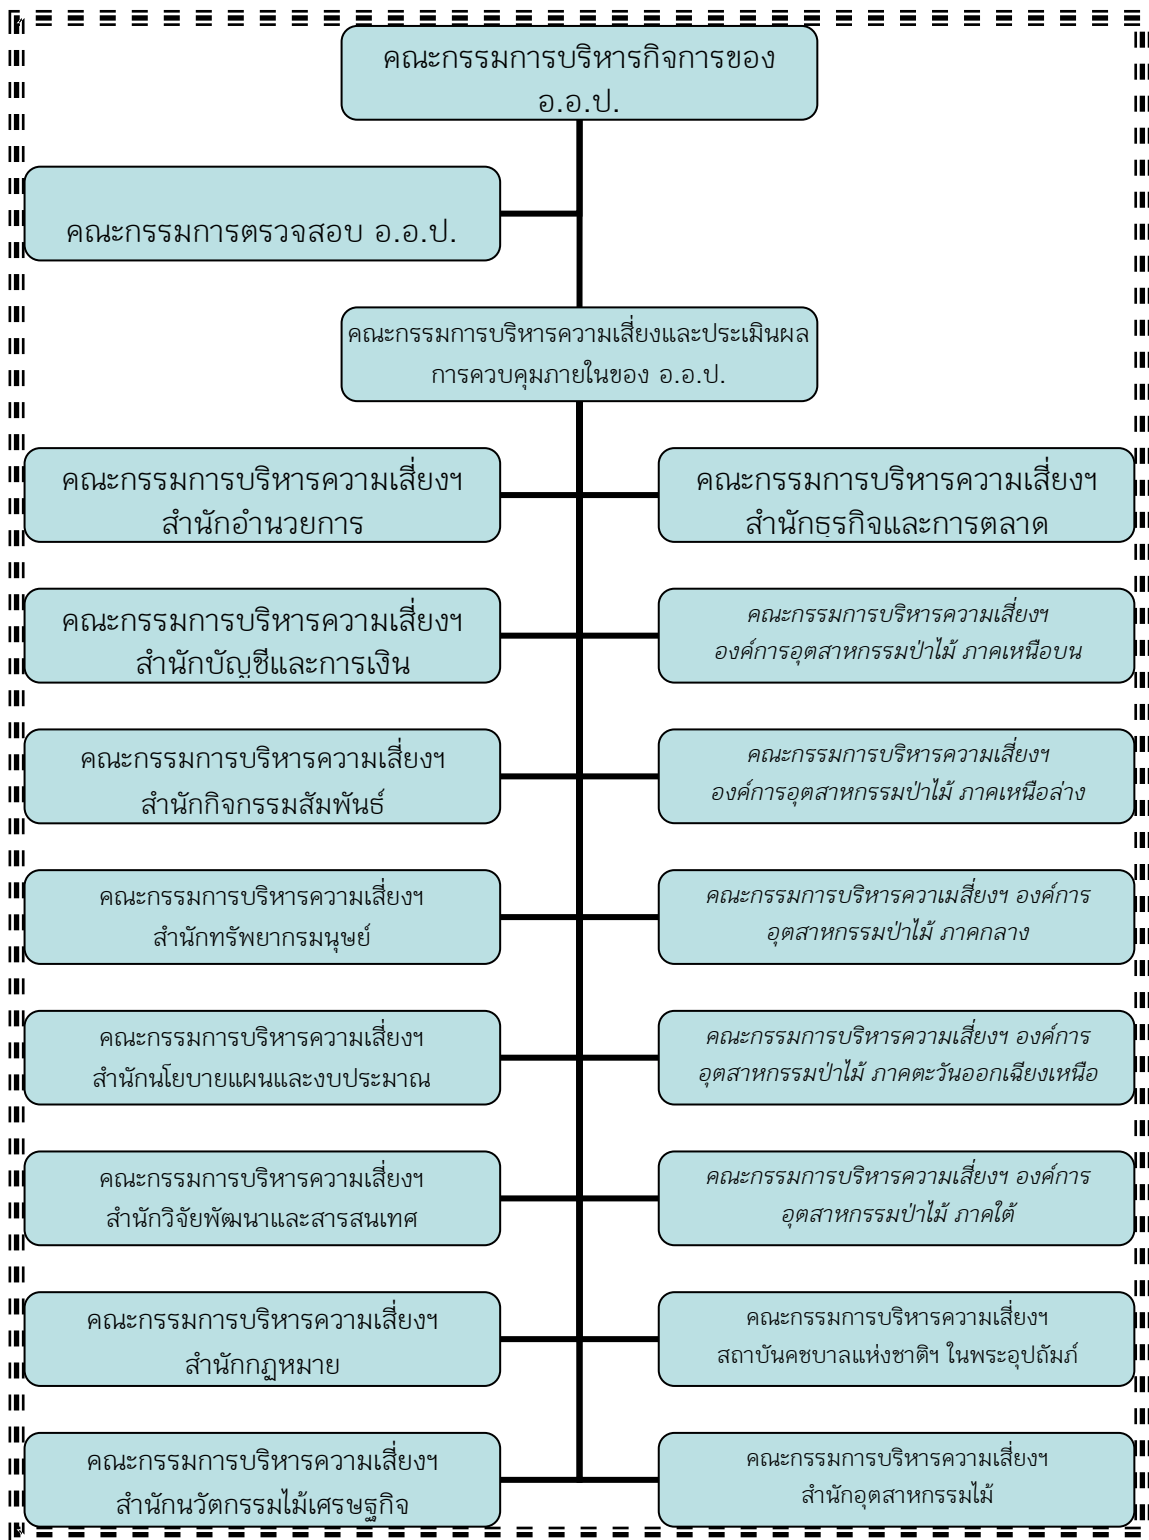 คณะกรรมการบริหารกิจการของ
อ.อ.ป.
คณะกรรมการตรวจสอบ อ.อ.ป.
คณะกรรมการบริหารความเสี่ยงและประเมินผล
การควบคุมภายในของ อ.อ.ป.
คณะกรรมการบริหารความเสี่ยงฯ
สำนักอำนวยการ
คณะกรรมการบริหารความเสี่ยงฯ
สำนักธุรกิจและการตลาด
คณะกรรมการบริหารความเสี่ยงฯ
สำนักบัญชีและการเงิน
คณะกรรมการบริหารความเสี่ยงฯ
องค์การอุตสาหกรรมป่าไม้ ภาคเหนือบน
คณะกรรมการบริหารความเสี่ยงฯ
สำนักกิจกรรมสัมพันธ์
คณะกรรมการบริหารความเสี่ยงฯ
องค์การอุตสาหกรรมป่าไม้ ภาคเหนือล่าง
คณะกรรมการบริหารความเสี่ยงฯ
สำนักทรัพยากรมนุษย์
คณะกรรมการบริหารความเมสี่ยงฯ องค์การ
อุตสาหกรรมป่าไม้ ภาคกลาง
คณะกรรมการบริหารความเสี่ยงฯ
สำนักนโยบายแผนและงบประมาณ
คณะกรรมการบริหารความเสี่ยงฯ องค์การ
อุตสาหกรรมป่าไม้ ภาคตะวันออกเฉียงเหนือ
คณะกรรมการบริหารความเสี่ยงฯ
สำนักวิจัยพัฒนาและสารสนเทศ
คณะกรรมการบริหารความเสี่ยงฯ องค์การ
อุตสาหกรรมป่าไม้ ภาคใต้
คณะกรรมการบริหารความเสี่ยงฯ
สำนักกฎหมาย
คณะกรรมการบริหารความเสี่ยงฯ
สถาบันคชบาลแห่งชาติฯ ในพระอุปถัมภ์
คณะกรรมการบริหารความเสี่ยงฯ
สำนักนวัตกรรมไม้เศรษฐกิจ
คณะกรรมการบริหารความเสี่ยงฯ
สำนักอุตสาหกรรมไม้